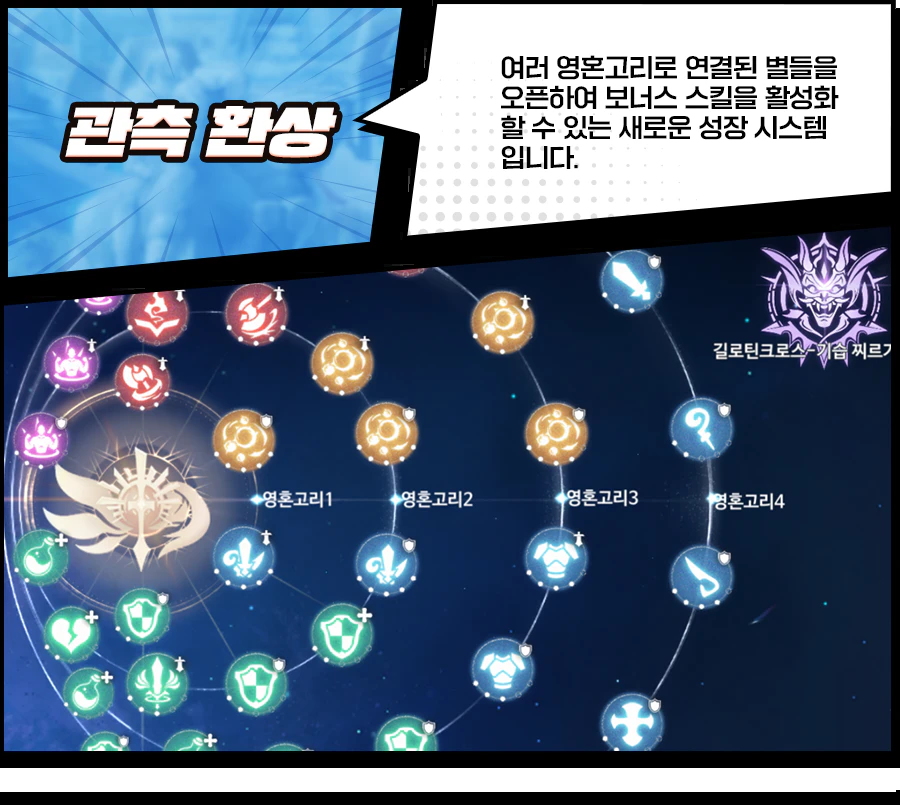 관측 환상
여러 영혼고리로 연결된 별들을
오픈하여 보너스 스킬을 활성화
할 수 있는 새로운 성장 시스템
입니다.
길로틴크로스-기습 찌르기
영혼고리1
영혼고리2
영혼고리3
영혼고리4